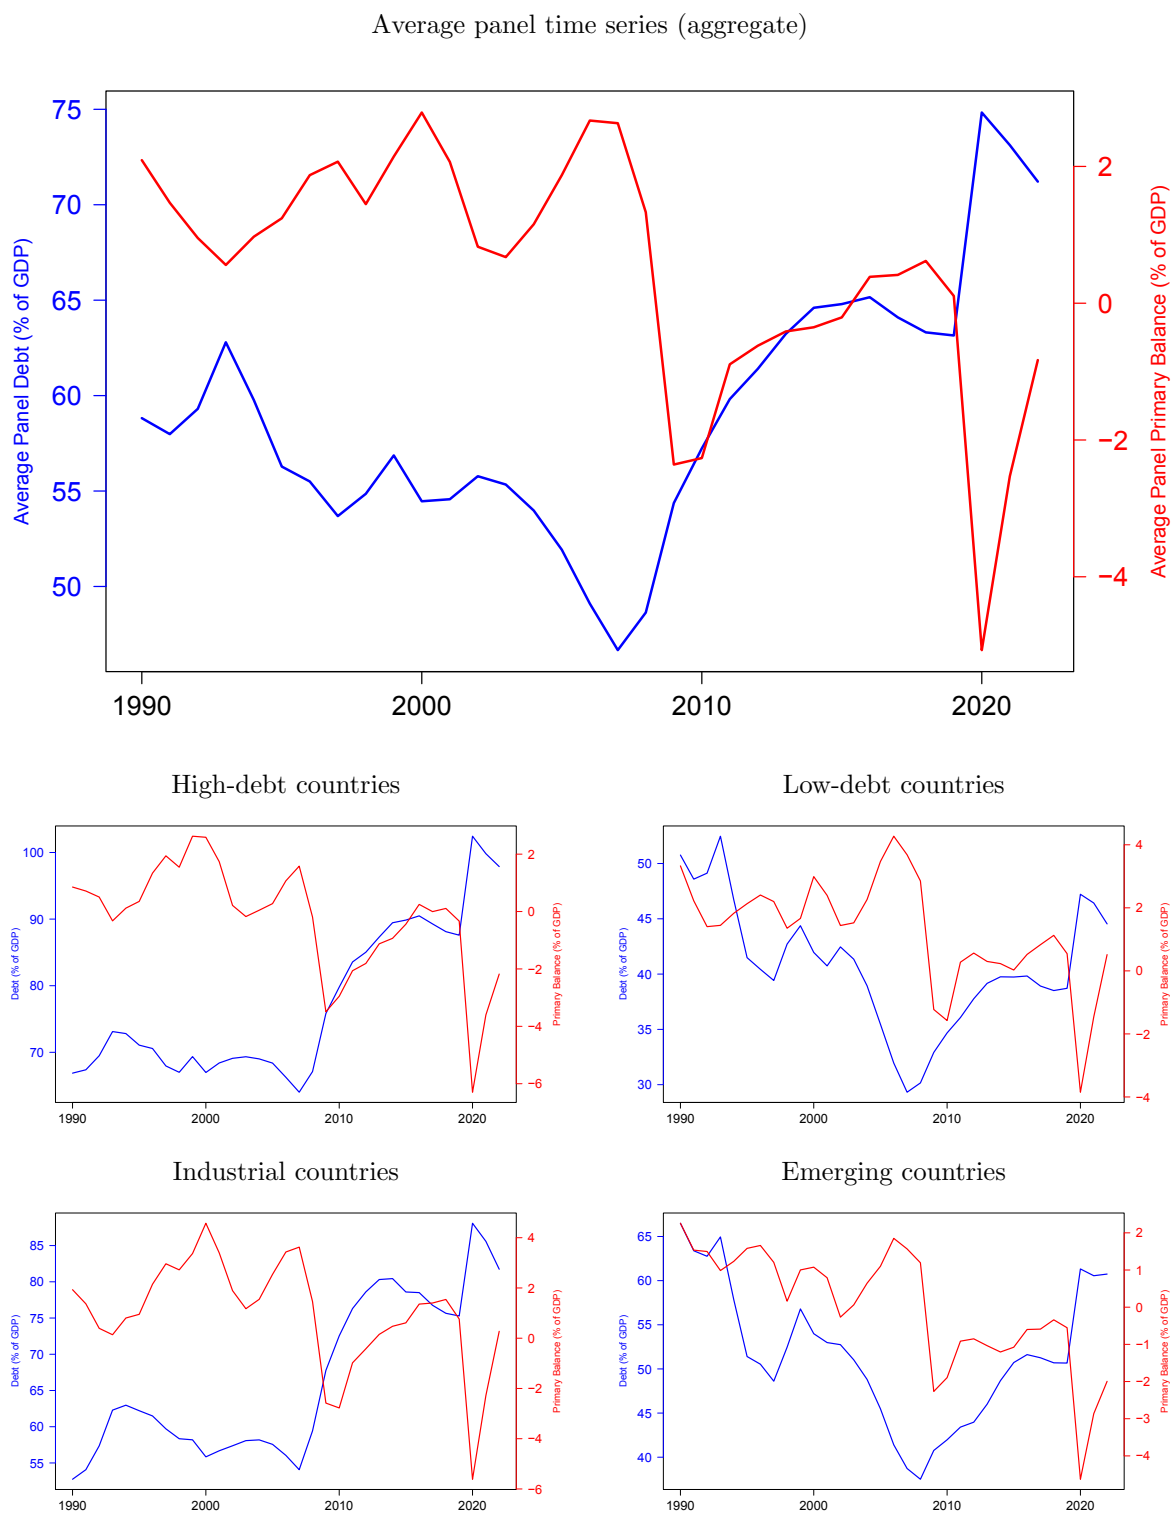 Average panel time series (aggregate)
75
70
65
60
55
50
Average Panel Debt (% of GDP)
2
0
−2
−4
Average Panel Primary Balance (% of GDP)
1990 2000 2010 2020
High-debt countries
100
90
80
70
Debt (% of GDP)
2
0
−2
−4
−6
Primary Balance (% of GDP)
1990 2000 2010 2020
Low-debt countries
50
45
40
35
30
Debt (% of GDP)
4
2
0
−2
−4
Primary Balance (% of GDP)
1990 2000 2010 2020
Industrial countries
85
80
75
70
65
60
55
Debt (% of GDP)
4
2
0
−2
−4
−6
Primary Balance (% of GDP)
1990 2000 2010 2020
Emerging countries
65
60
55
50
45
40
Debt (% of GDP)
2
1
0
−1
−2
−3
−4
Primary Balance (% of GDP)
1990 2000 2010 2020